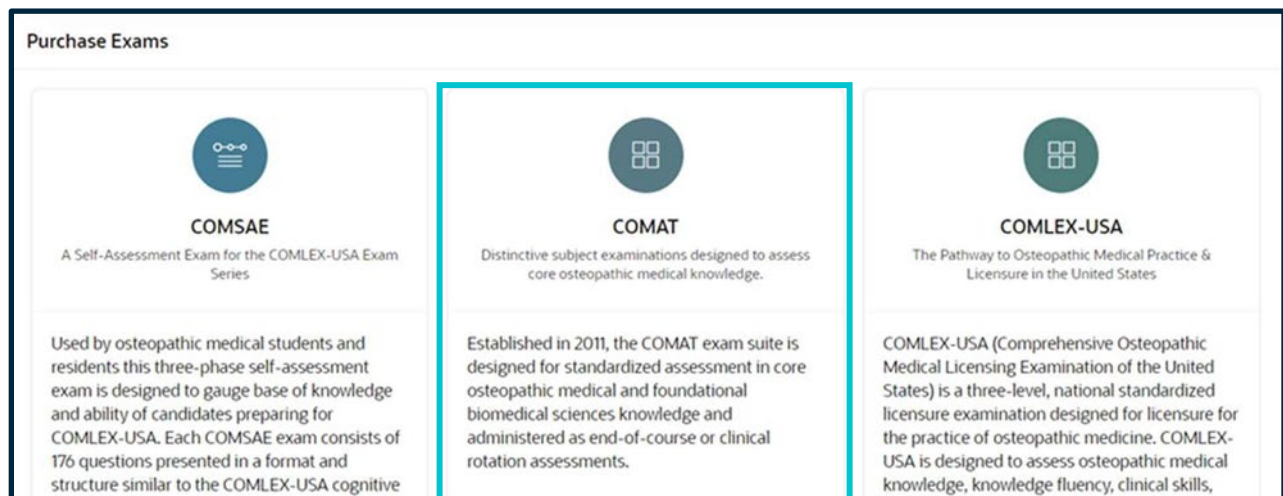 Purchase Exams
COMSAE
A Self-Assessment Exam for the COMLEX-USA Exam
Series
Used by osteopathic medical students and
residents this three-phase self-assessment
exam is designed to gauge base of knowledge
and ability of candidates preparing for
COMLEX-USA. Each COMSAE exam consists of
176 questions presented in a format and
structure similar to the COMLEX-USA cognitive
COMAT
Distinctive subject examinations designed to assess
core osteopathic medical knowledge.
Established in 2011, the COMAT exam suite is
designed for standardized assessment in core
osteopathic medical and foundational
biomedical sciences knowledge and
administered as end-of-course or clinical
rotation assessments.
COMLEX-USA
The Pathway to Osteopathic Medical Practice &
Licensure in the United States
COMLEX-USA (Comprehensive Osteopathic
Medical Licensing Examination of the United
States) is a three-level, national standardized
licensure examination designed for licensure for
the practice of osteopathic medicine. COMLEX-
USA is designed to assess osteopathic medical
knowledge, knowledge fluency, clinical skills,